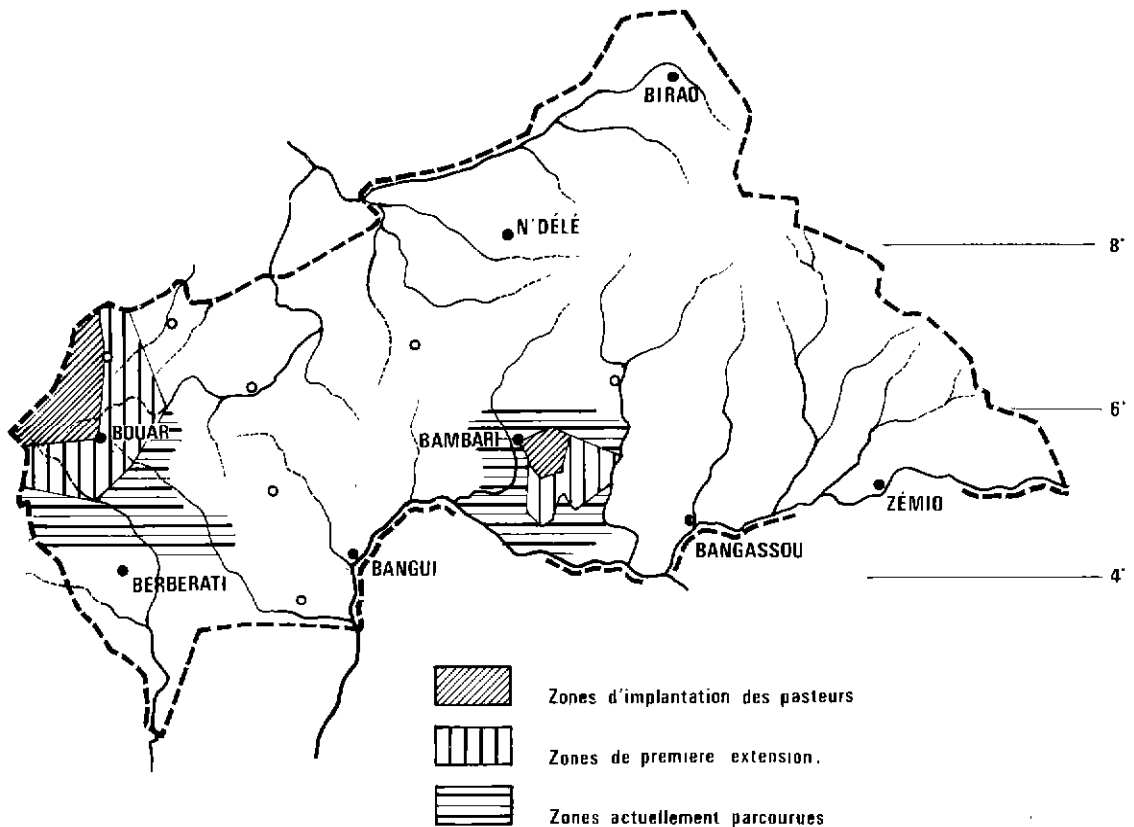 BIRAO
N'DÉLÉ
8°
6°
BOUAR
BAMBARI
ZÉMIO
BANGASSOU
BANGUI
BERBERATI
4°
Zones d'implantation des pasteurs
Zones de première extension.
Zones actuellement parcourues